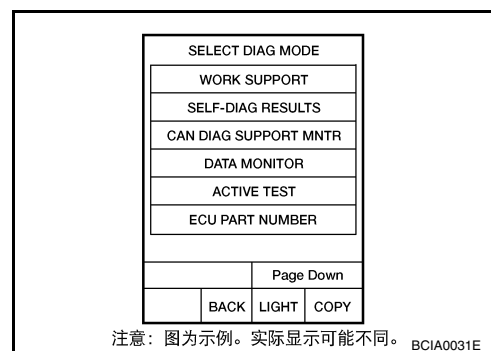 SELECT DIAG MODE
WORK SUPPORT
SELF-DIAG RESULTS
CAN DIAG SUPPORT MNTR
DATA MONITOR
ACTIVE TEST
ECU PART NUMBER
Page Down
BACK LIGHT COPY
注意：图为示例。实际显示可能不同。 BCIA0031E